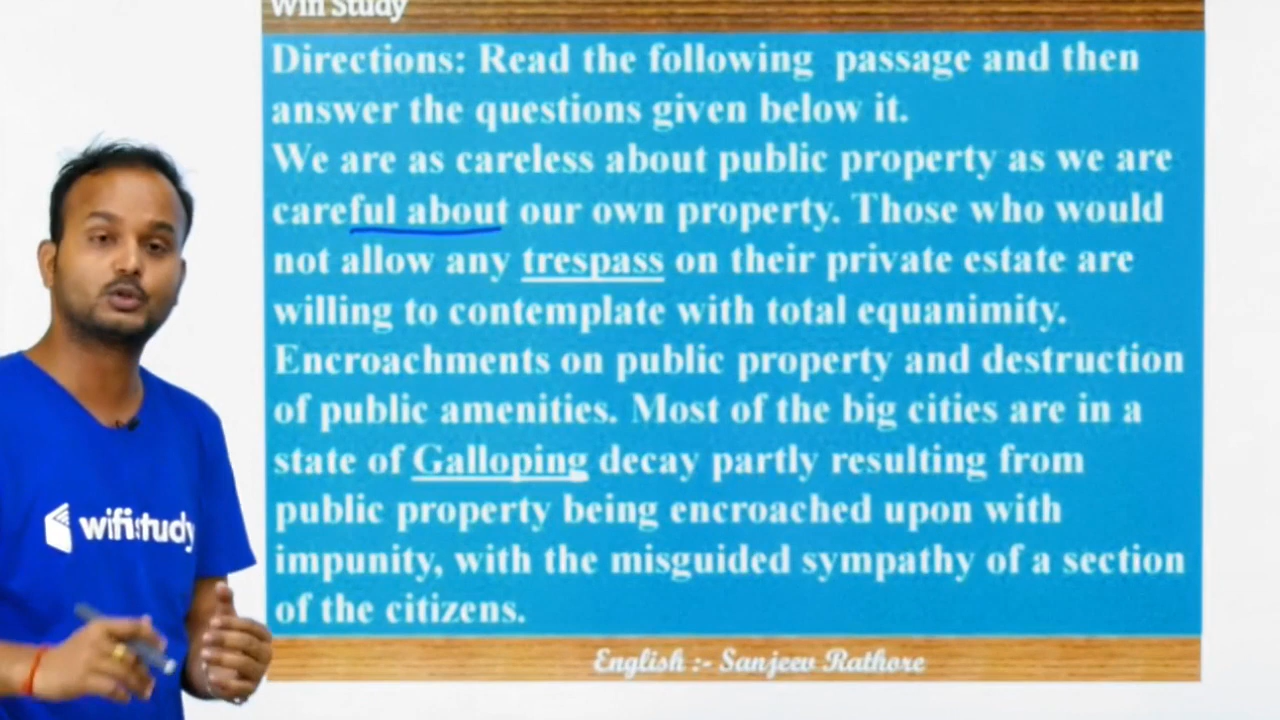 Wifi Study
Directions: Read the following passage and then
answer the questions given below it.
We are as careless about public property as we are
careful about our own property. Those who would
not allow any trespass on their private estate are
willing to contemplate with total equanimity.
Encroachments on public property and destruction
of public amenities. Most of the big cities are in a
state of Galloping decay partly resulting from
public property being encroached upon with
impunity, with the misguided sympathy of a section
of the citizens.
English :- Sanjeev Rathore
wifistudy